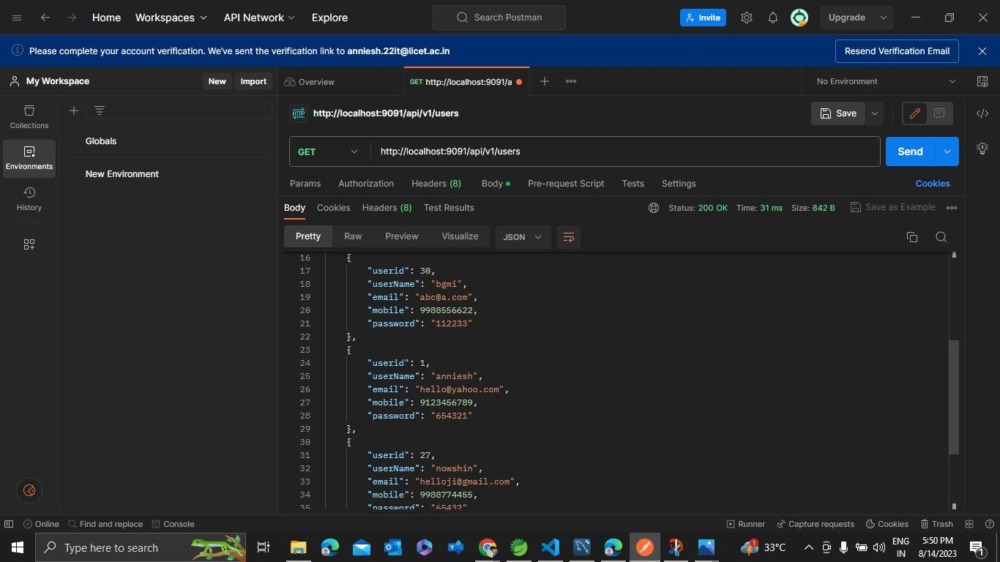 Home Workspaces API Network Explore Search Postman Invite Upgrade
Please complete your account verification. We've sent the verification link to anniesh.22it@licet.ac.in Resend Verification Email
My Workspace New Import Overview GET http://localhost:9091/a No Environment
HTTP http://localhost:9091/api/v1/users Save
Collections
Globals
GET http://localhost:9091/api/v1/users Send
Environments
New Environment
Params Authorization Headers (8) Body Pre-request Script Tests Settings Cookies
History
Body Cookies Headers (8) Test Results Status: 200 OK Time: 31 ms Size: 842 B Save as Example
Pretty Raw Preview Visualize JSON
16 {
17 "userid": 30,
18 "userName": "bgmi",
19 "email": "abc@a.com",
20 "mobile": 9988556622,
21 "password": "112233"
22 },
23 {
24 "userid": 1,
25 "userName": "anniesh",
26 "email": "hello@yahoo.com",
27 "mobile": 9123456789,
28 "password": "654321"
29 },
30 {
31 "userid": 27,
32 "userName": "nowshin",
33 "email": "helloji@gmail.com",
34 "mobile": 9988774455,
35 "password": "65432"
Online Find and replace Console Runner Capture requests Cookies Trash
Type here to search 1 33°C ENG IN 5:50 PM 8/14/2023 1